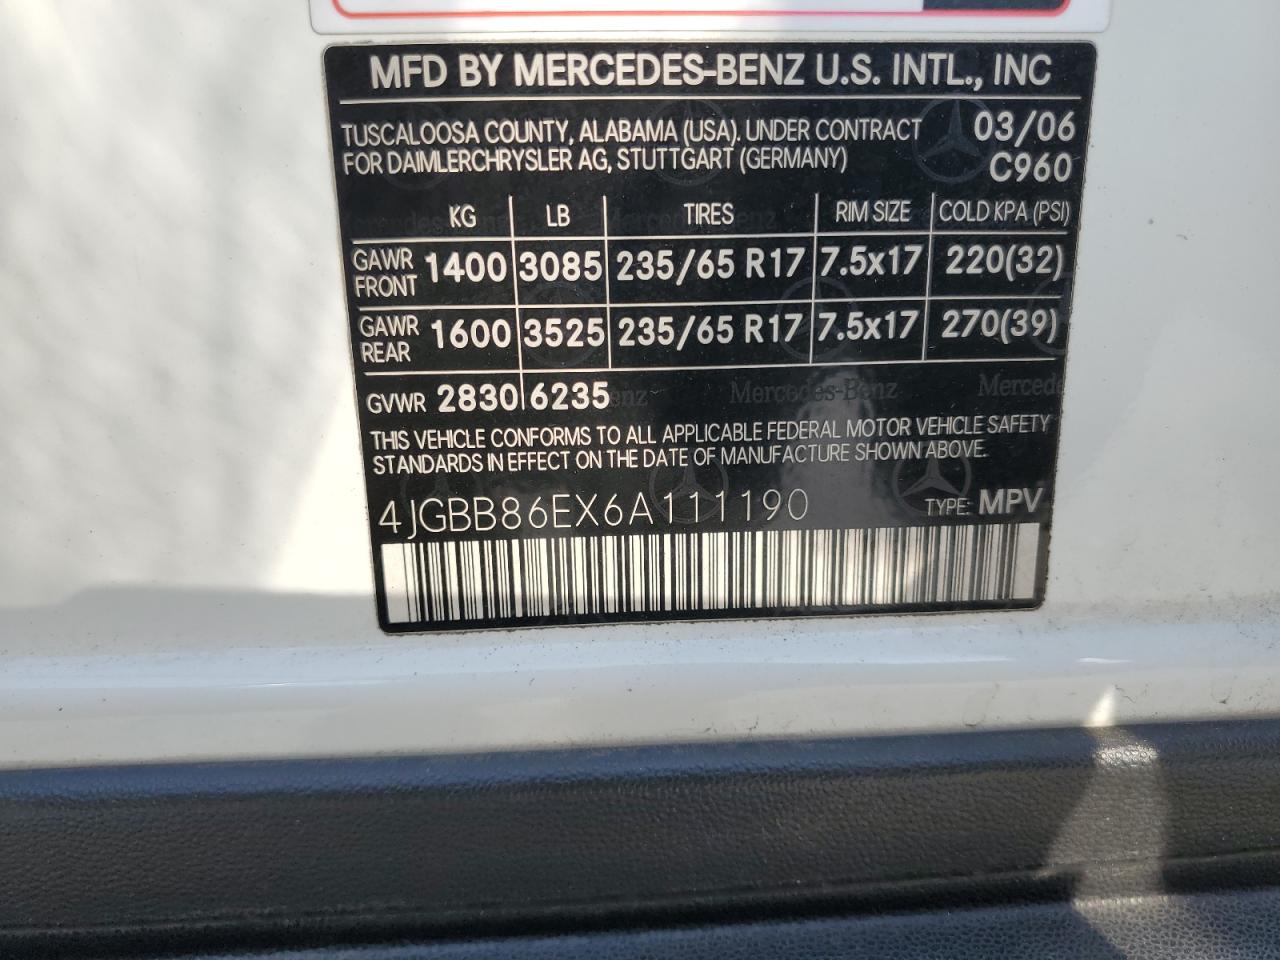 MFD BY MERCEDES-BENZ U.S. INTL., INC
TUSCALOOSA COUNTY, ALABAMA (USA). UNDER CONTRACT 03/06
FOR DAIMLERCHRYSLER AG, STUTTGART (GERMANY) C960
KG LB TIRES RIM SIZE COLD KPA (PSI)
GAWR FRONT 1400 3085 235/65 R17 7.5x17 220(32)
GAWR REAR 1600 3525 235/65 R17 7.5x17 270(39)
GVWR 2830 6235
Mercedes-Benz
THIS VEHICLE CONFORMS TO ALL APPLICABLE FEDERAL MOTOR VEHICLE SAFETY
STANDARDS IN EFFECT ON THE DATE OF MANUFACTURE SHOWN ABOVE.
4JGBB86EX6A111190 TYPE: MPV